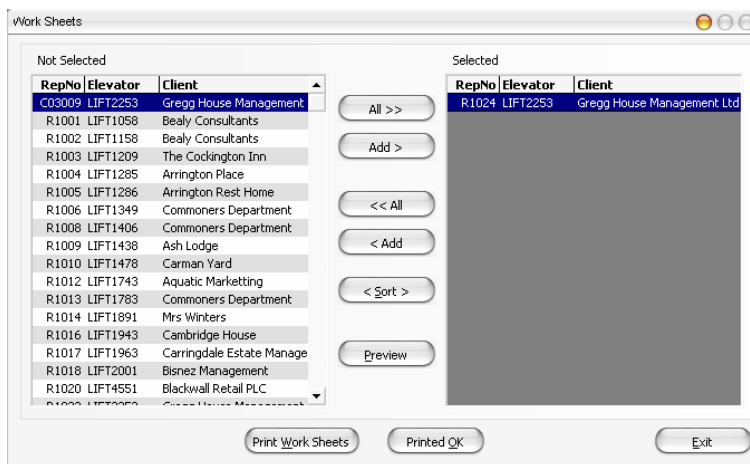 Work Sheets
Not Selected
RepNo Elevator Client
C03009 LIFT2253 Gregg House Management
R1001 LIFT1058 Bealy Consultants
R1002 LIFT1158 Bealy Consultants
R1003 LIFT1209 The Cockington Inn
R1004 LIFT1285 Arrington Place
R1005 LIFT1286 Arrington Rest Home
R1006 LIFT1349 Commoners Department
R1008 LIFT1406 Commoners Department
R1009 LIFT1438 Ash Lodge
R1010 LIFT1478 Carman Yard
R1012 LIFT1743 Aquatic Marketting
R1013 LIFT1783 Commoners Department
R1014 LIFT1891 Mrs Winters
R1016 LIFT1943 Cambridge House
R1017 LIFT1963 Carringdale Estate Manage
R1018 LIFT2001 Bisnez Management
R1020 LIFT4551 Blackwall Retail PLC
All >>
Add >
<< All
< Add
< Sort >
Preview
Selected
RepNo Elevator Client
R1024 LIFT2253 Gregg House Management Ltd
Print Work Sheets
Printed OK
Exit